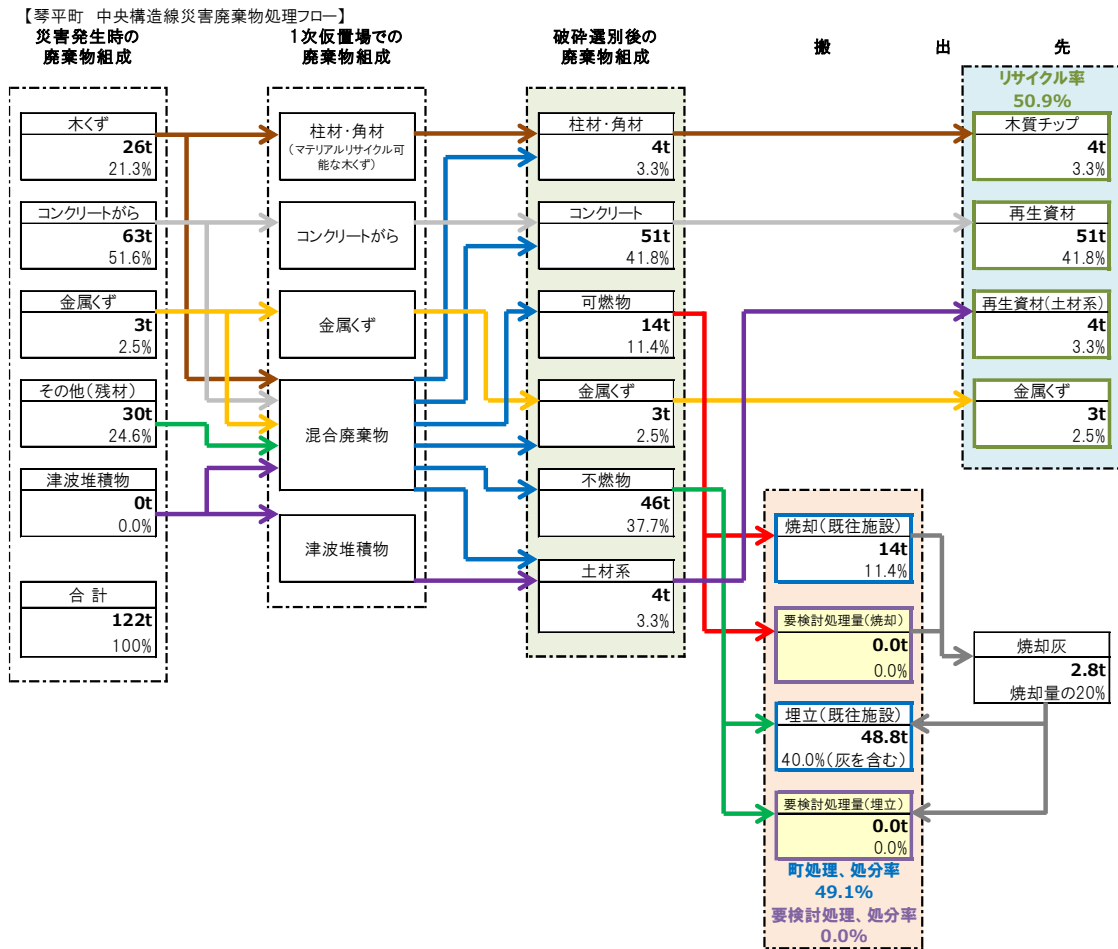 【琴平町 中央構造線災害廃棄物処理フロー】
災害発生時の
廃棄物組成
1次仮置場での
廃棄物組成
破砕選別後の
廃棄物組成
搬 出 先
木くず
26t
21.3%
コンクリートがら
63t
51.6%
金属くず
3t
2.5%
その他(残材)
30t
24.6%
津波堆積物
0t
0.0%
合計
122t
100%
柱材・角材
(マテリアルリサイクル可
能な木くず)
コンクリートがら
金属くず
混合廃棄物
津波堆積物
柱材・角材
4t
3.3%
コンクリート
51t
41.8%
可燃物
14t
11.4%
金属くず
3t
2.5%
不燃物
46t
37.7%
土材系
4t
3.3%
リサイクル率
50.9%
木質チップ
4t
3.3%
再生資材
51t
41.8%
再生資材(土材系)
4t
3.3%
金属くず
3t
2.5%
焼却(既往施設)
14t
11.4%
要検討処理量(焼却)
0.0t
0.0%
埋立(既往施設)
48.8t
40.0%(灰を含む)
要検討処理量(埋立)
0.0t
0.0%
町処理、処分率
49.1%
要検討処理、処分率
0.0%
焼却灰
2.8t
焼却量の20%